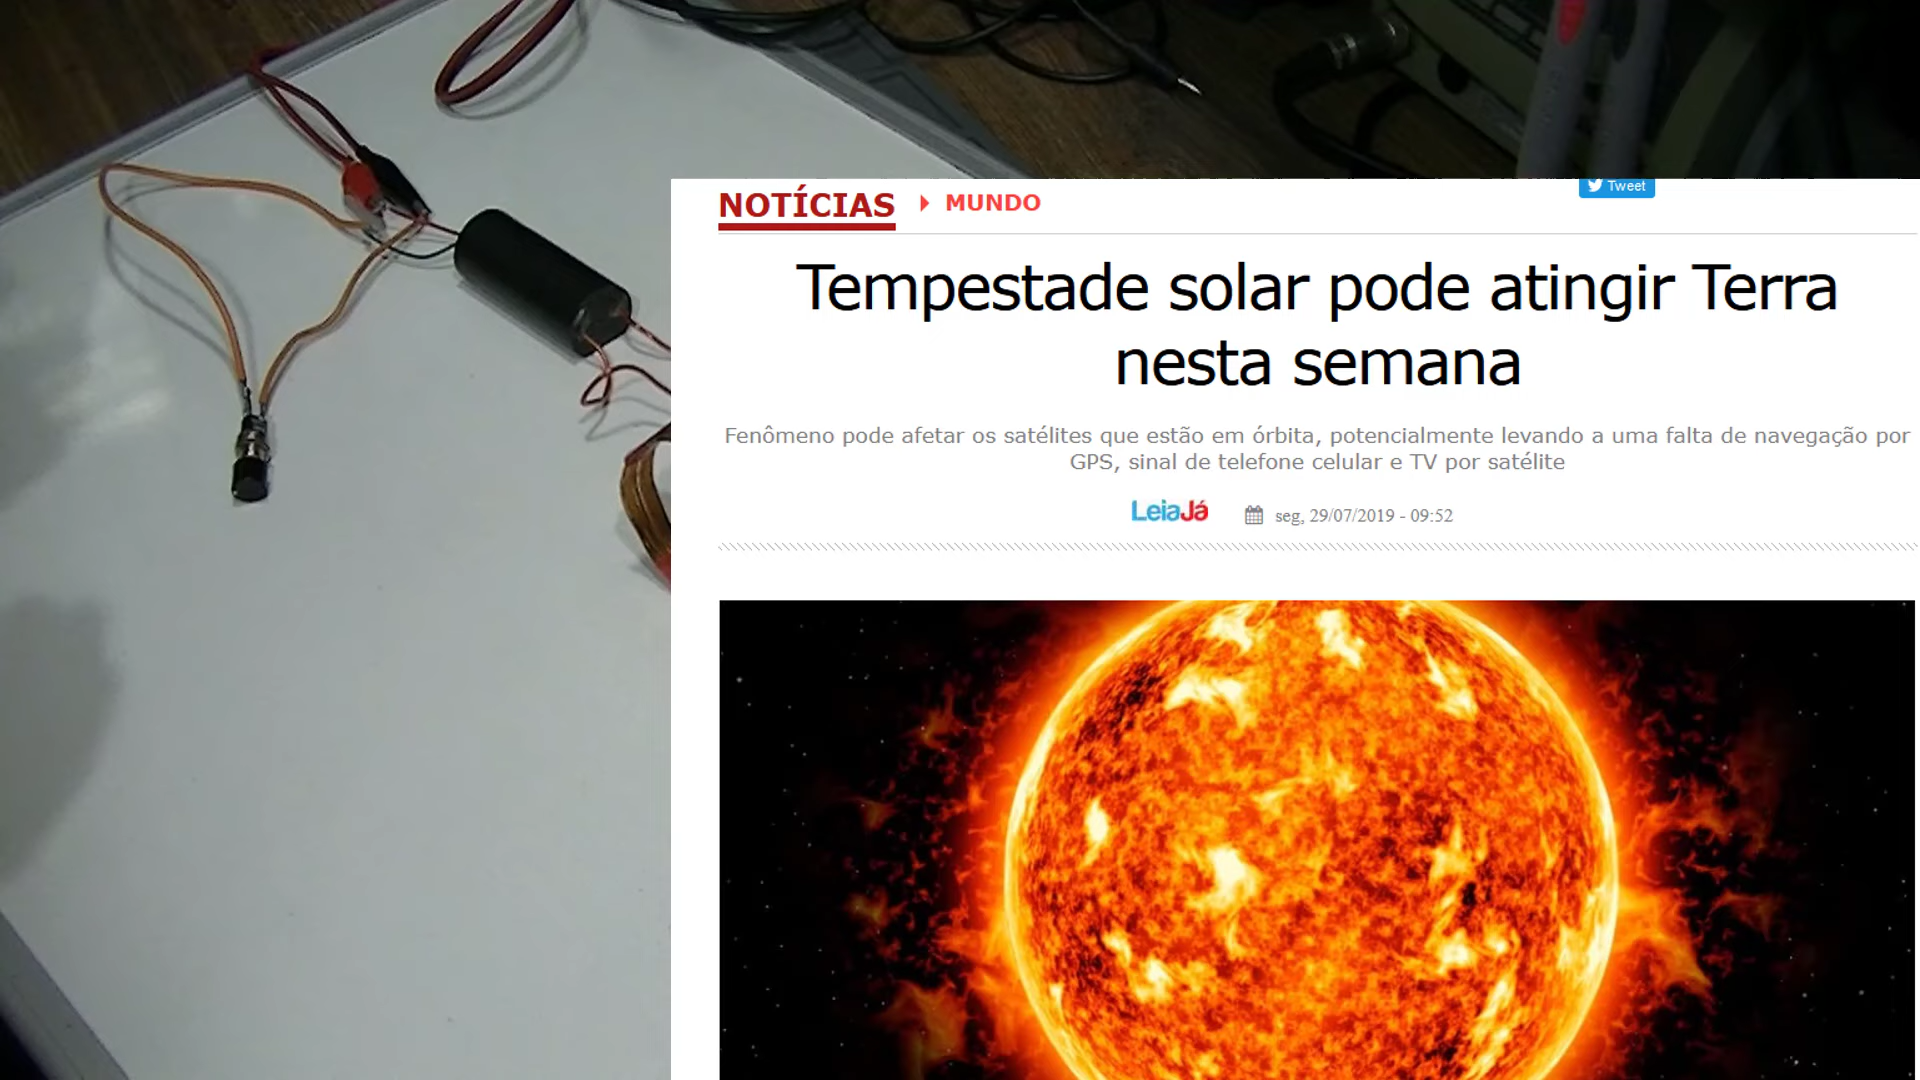 NOTÍCIAS MUNDO
Tweet
Tempestade solar pode atingir Terra
nesta semana
Fenômeno pode afetar os satélites que estão em órbita, potencialmente levando a uma falta de navegação por
GPS, sinal de telefone celular e TV por satélite
LeiaJá seg, 29/07/2019 - 09:52